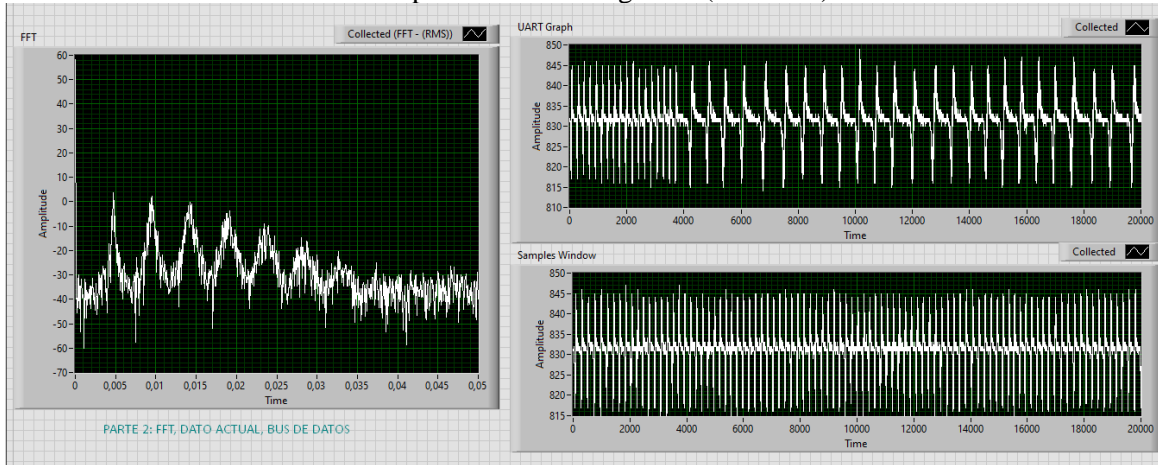 FFT
Collected (FFT - (RMS))
Amplitude
60
50
40
30
20
10
0
-10
-20
-30
-40
-50
-60
-70
0 0,005 0,01 0,015 0,02 0,025 0,03 0,035 0,04 0,045 0,05
Time
PARTE 2: FFT, DATO ACTUAL, BUS DE DATOS
UART Graph
Collected
Amplitude
850
845
840
835
830
825
820
815
810
0 2000 4000 6000 8000 10000 12000 14000 16000 18000 20000
Time
Samples Window
Collected
Amplitude
850
845
840
835
830
825
820
815
0 2000 4000 6000 8000 10000 12000 14000 16000 18000 20000
Time